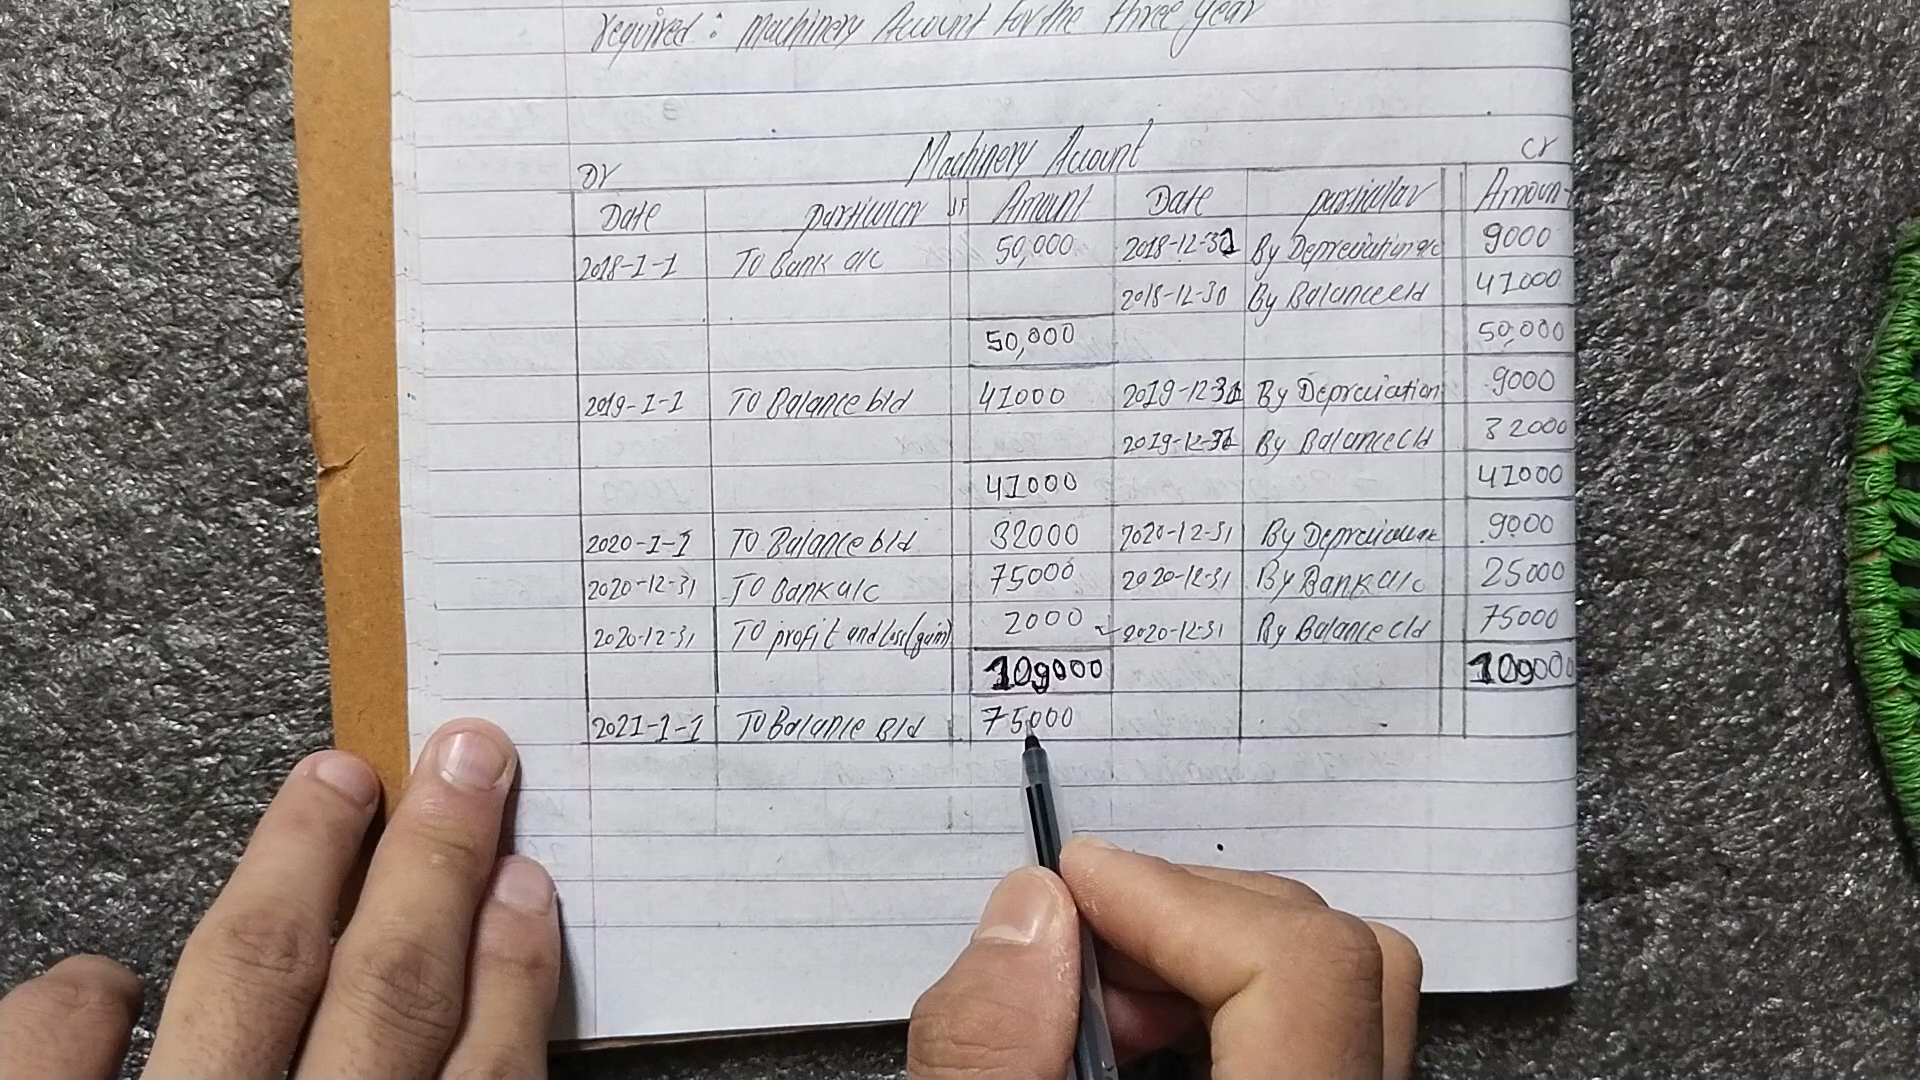 required: Machinery Account for the three year
Machinery Account
Dr Cr
Date particular JF Amount Date particular Amount
2018-1-1 To Bank a/c 50,000 2018-12-31 By Depreciation a/c 9000
2018-12-30 By Balance c/d 41000
50,000 50,000
2019-1-1 To Balance b/d 41000 2019-12-31 By Depreciation 9000
2019-12-31 By Balance c/d 32000
41000 41000
2020-1-1 To Balance b/d 32000 2020-12-31 By Depreciation 9000
2020-12-31 To Bank a/c 75000 2020-12-31 By Bank a/c 25000
2020-12-31 To profit and loss(gain) 2000 2020-12-31 By Balance c/d 75000
109000 109000
2021-1-1 To Balance B/d 75000